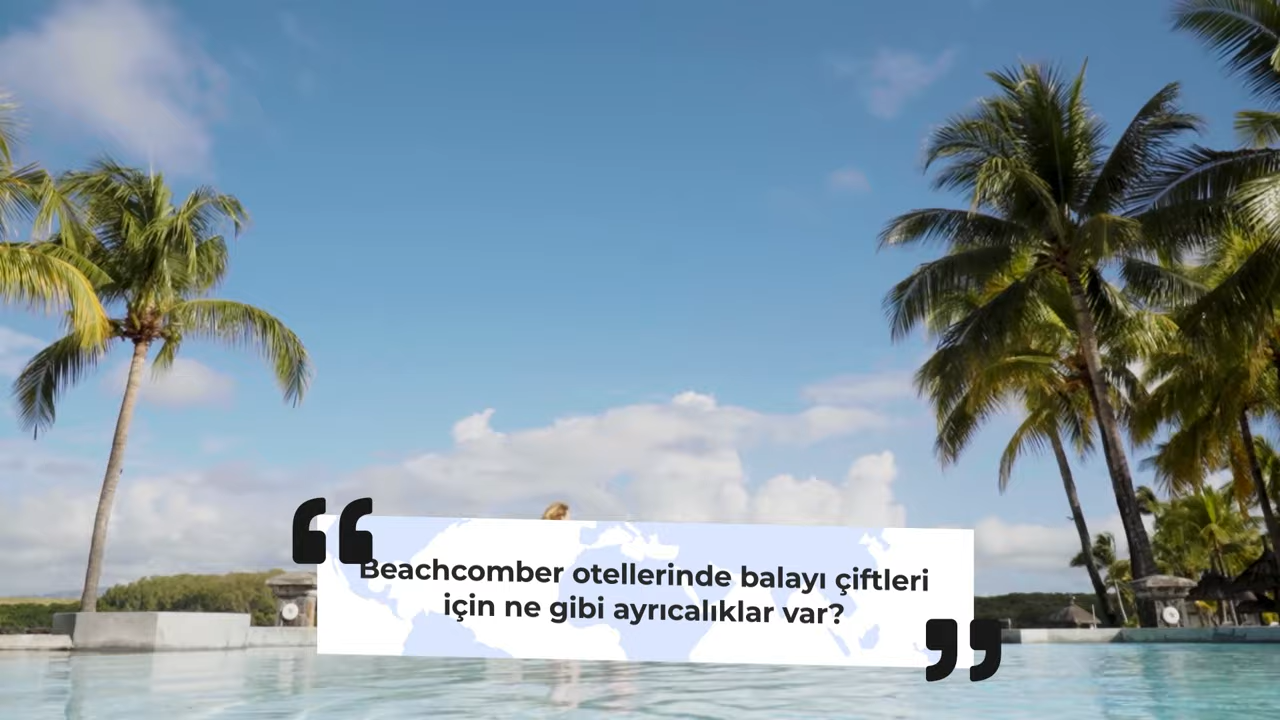 Beachcomber otellerinde balayı çiftleri
için ne gibi ayrıcalıklar var?